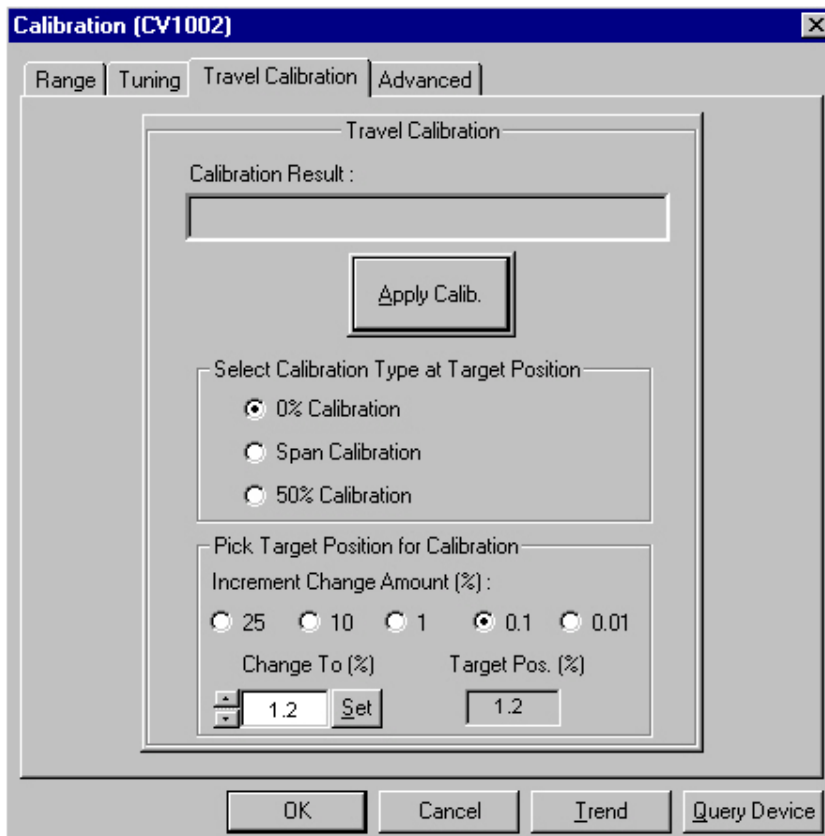 Calibration (CV1002)
Range Tuning Travel Calibration Advanced
Travel Calibration
Calibration Result :
Apply Calib.
Select Calibration Type at Target Position
0% Calibration
Span Calibration
50% Calibration
Pick Target Position for Calibration
Increment Change Amount (%) :
25 10 1 0.1 0.01
Change To (%) Target Pos. (%)
1.2 Set 1.2
OK Cancel Trend Query Device